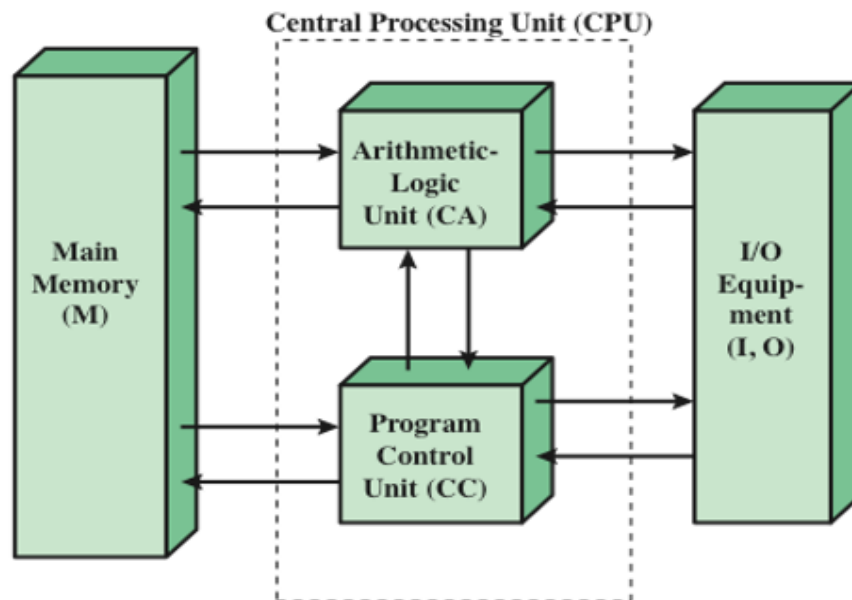 Central Processing Unit (CPU)
Main
Memory
(M)
Arithmetic-
Logic
Unit (CA)
Program
Control
Unit (CC)
I/O
Equip-
ment
(I, O)